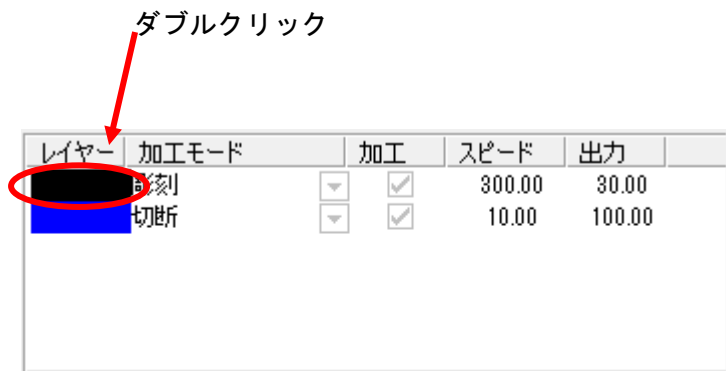 ダブルクリック
レイヤー 加工モード 加工 スピード 出力
彫刻 300.00 30.00
切断 10.00 100.00